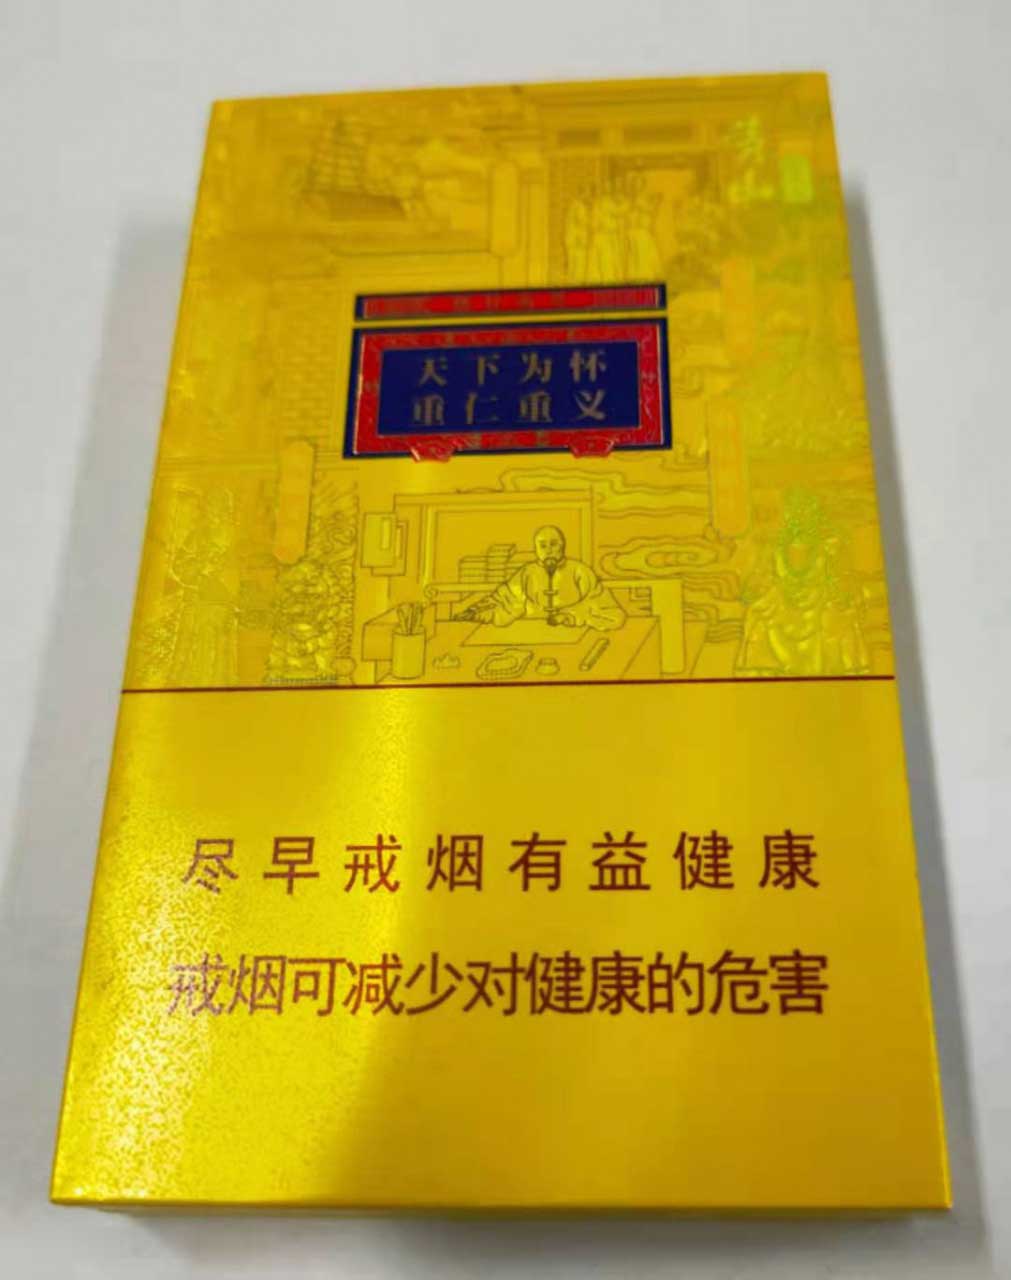 天下为怀
重仁重义
尽早戒烟有益健康
戒烟可减少对健康的危害